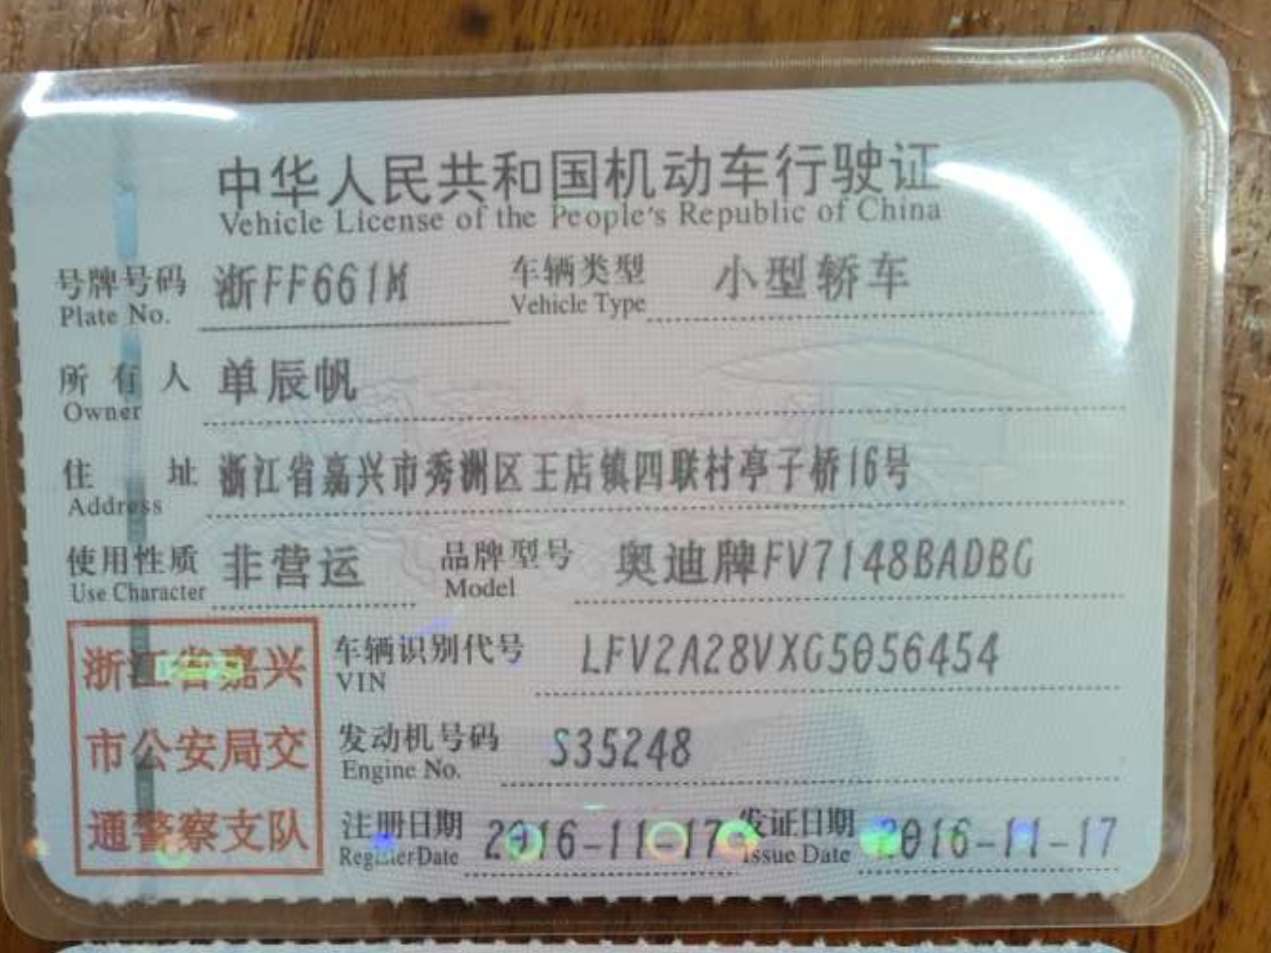 中华人民共和国机动车行驶证
Vehicle License of the People's Republic of China
号牌号码 浙FF661M 车辆类型 小型轿车
Plate No. Vehicle Type
所有人 单辰帆
Owner
住址 浙江省嘉兴市秀洲区王店镇四联村亭子桥16号
Address
使用性质 非营运 品牌型号 奥迪牌FV7148BADBG
Use Character Model
浙江省嘉兴
市公安局交
通警察支队
车辆识别代号 LFV2A28VXG5056454
VIN
发动机号码 S35248
Engine No.
注册日期 2016-11-17 发证日期 2016-11-17
Register Date Issue Date